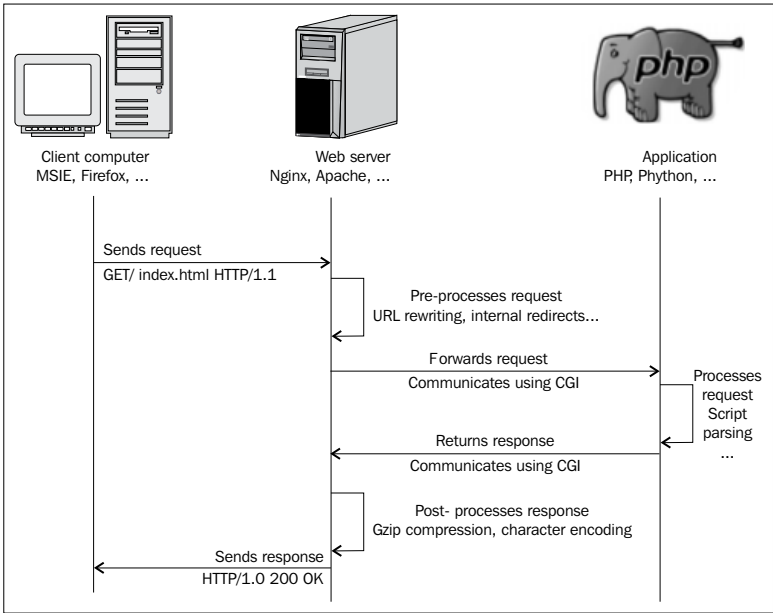 php
Client computer
MSIE, Firefox, ...
Web server
Nginx, Apache, ...
Application
PHP, Phython, ...
Sends request
GET/ index.html HTTP/1.1
Pre-processes request
URL rewriting, internal redirects...
Forwards request
Communicates using CGI
Processes
request
Script
parsing
...
Returns response
Communicates using CGI
Post- processes response
Gzip compression, character encoding
Sends response
HTTP/1.0 200 OK